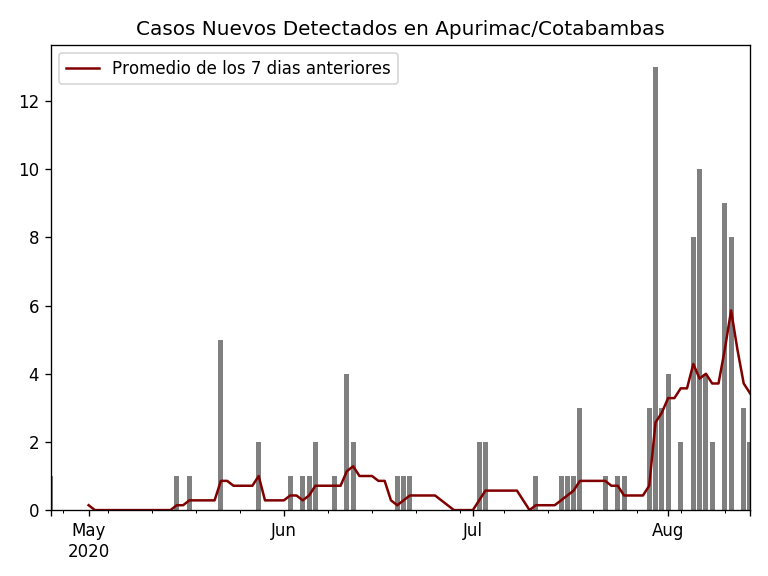 Casos Nuevos Detectados en Apurimac/Cotabambas
Promedio de los 7 dias anteriores
12
10
8
6
4
2
0
May Jun Jul Aug
2020